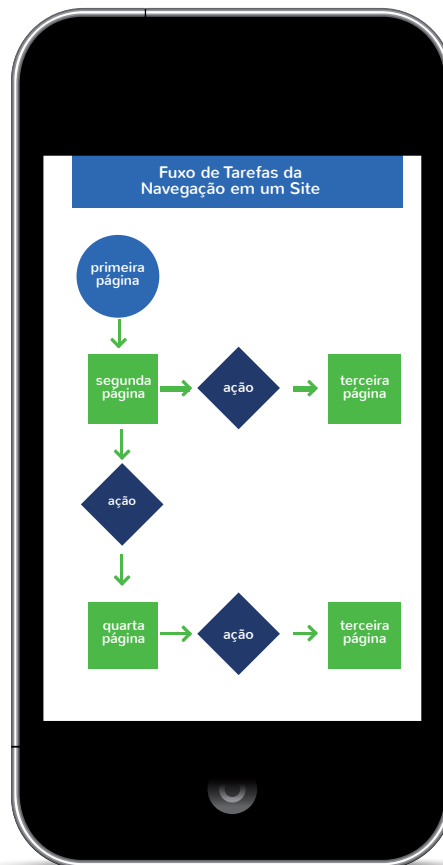 Fuxo de Tarefas da
Navegação em um Site
primeira
página
segunda
página
ação
terceira
página
ação
quarta
página
ação
terceira
página